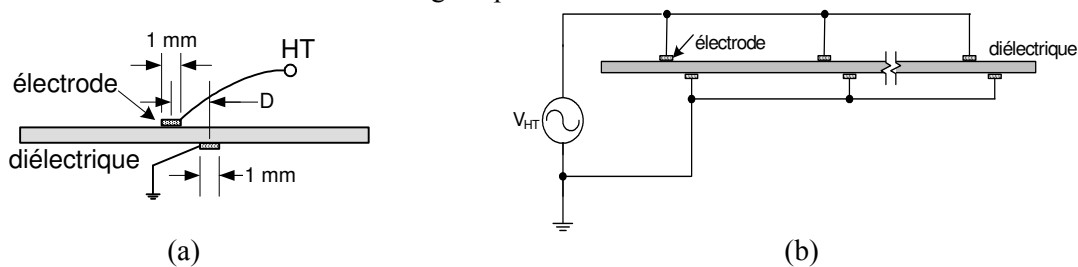 1 mm
HT
électrode
D
diélectrique
1 mm
(a)
électrode
diélectrique
V_HT
(b)